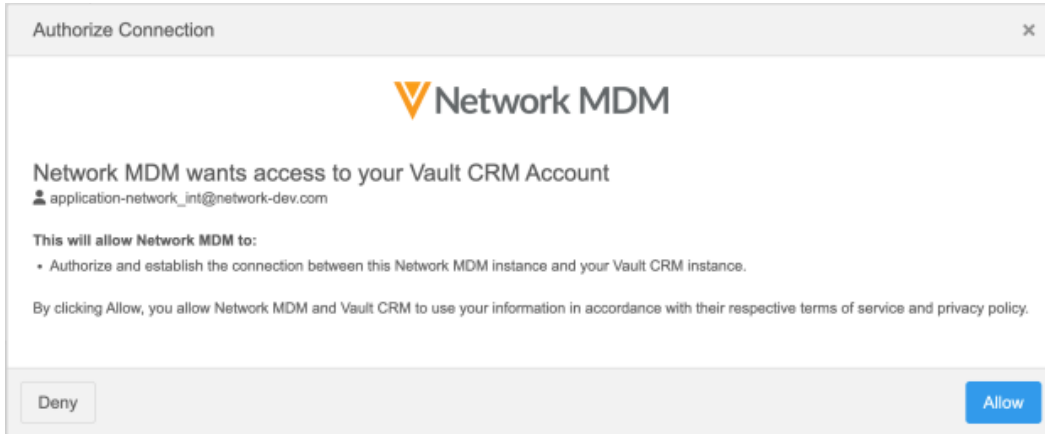 Authorize Connection ×
Network MDM
Network MDM wants access to your Vault CRM Account
application-network_int@network-dev.com
This will allow Network MDM to:
• Authorize and establish the connection between this Network MDM instance and your Vault CRM instance.
By clicking Allow, you allow Network MDM and Vault CRM to use your information in accordance with their respective terms of service and privacy policy.
Deny Allow